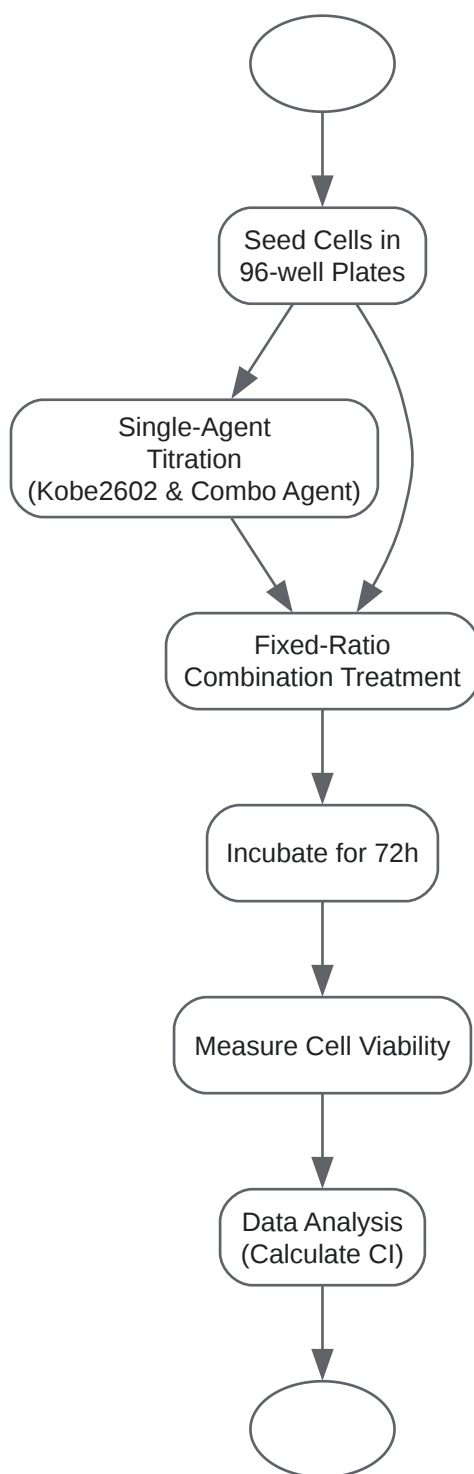 Seed Cells in
96-well Plates
Single-Agent
Titration
(Kobe2602 & Combo Agent)
Fixed-Ratio
Combination Treatment
Incubate for 72h
Measure Cell Viability
Data Analysis
(Calculate CI)